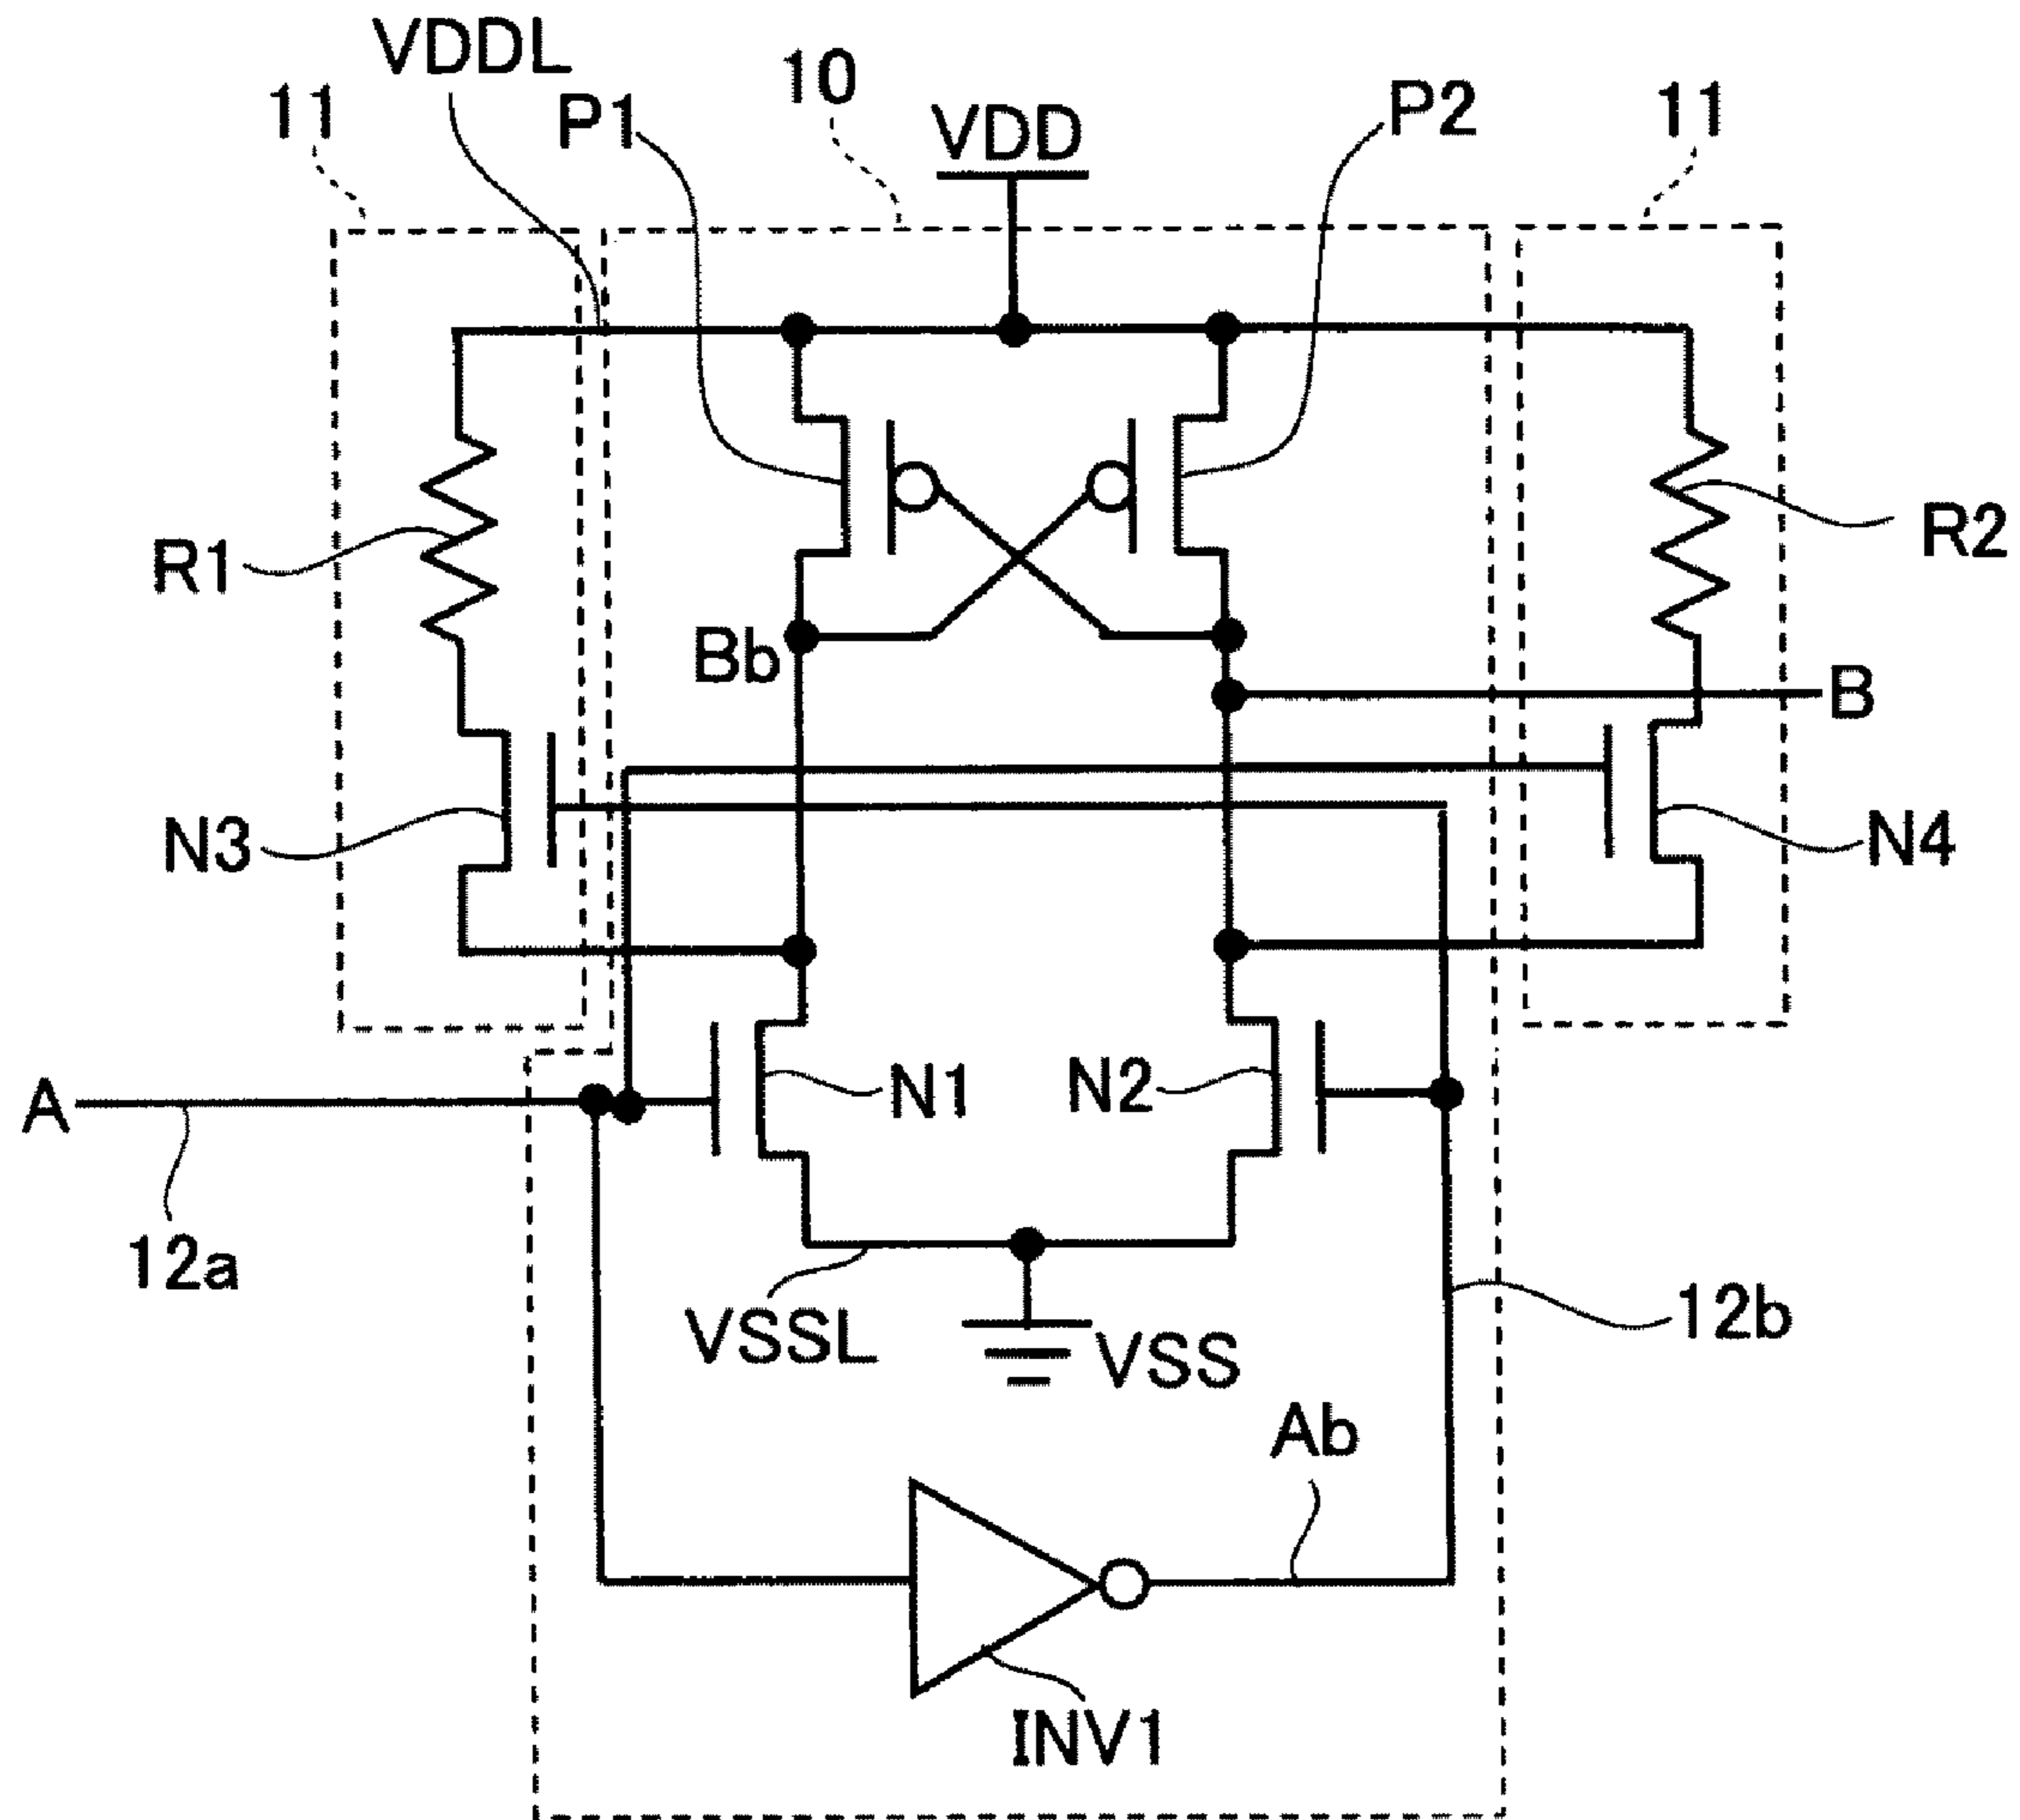 VDDL
10
11
P1
VDD
P2
11
R1
R2
Bb
B
N3
N4
A
N1
N2
12a
VSSL
VSS
12b
Ab
INV1